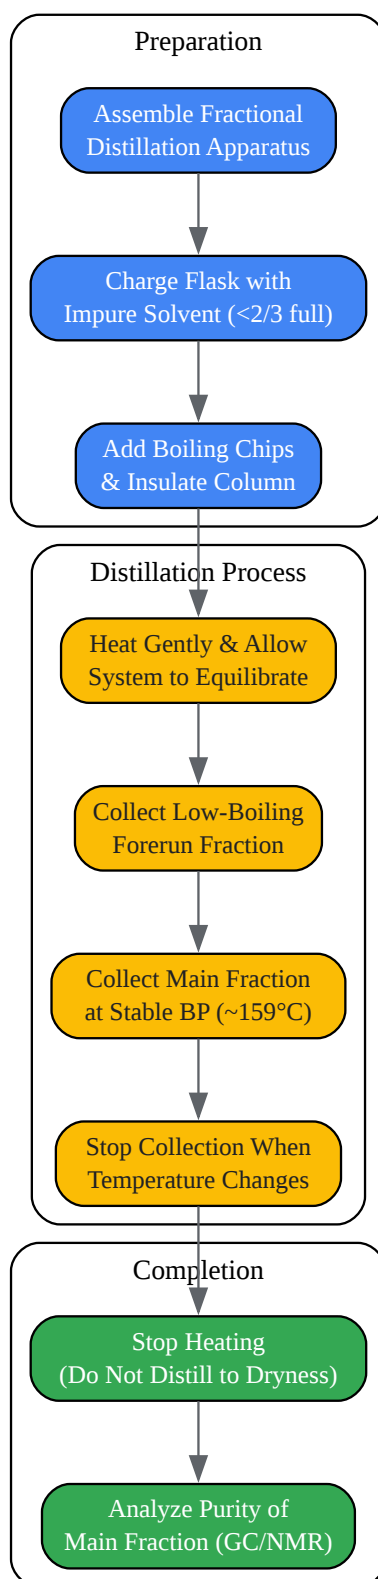 Preparation
Assemble Fractional
Distillation Apparatus
Charge Flask with
Impure Solvent (<2/3 full)
Add Boiling Chips
& Insulate Column
Distillation Process
Heat Gently & Allow
System to Equilibrate
Collect Low-Boiling
Forerun Fraction
Collect Main Fraction
at Stable BP (~159°C)
Stop Collection When
Temperature Changes
Completion
Stop Heating
(Do Not Distill to Dryness)
Analyze Purity of
Main Fraction (GC/NMR)